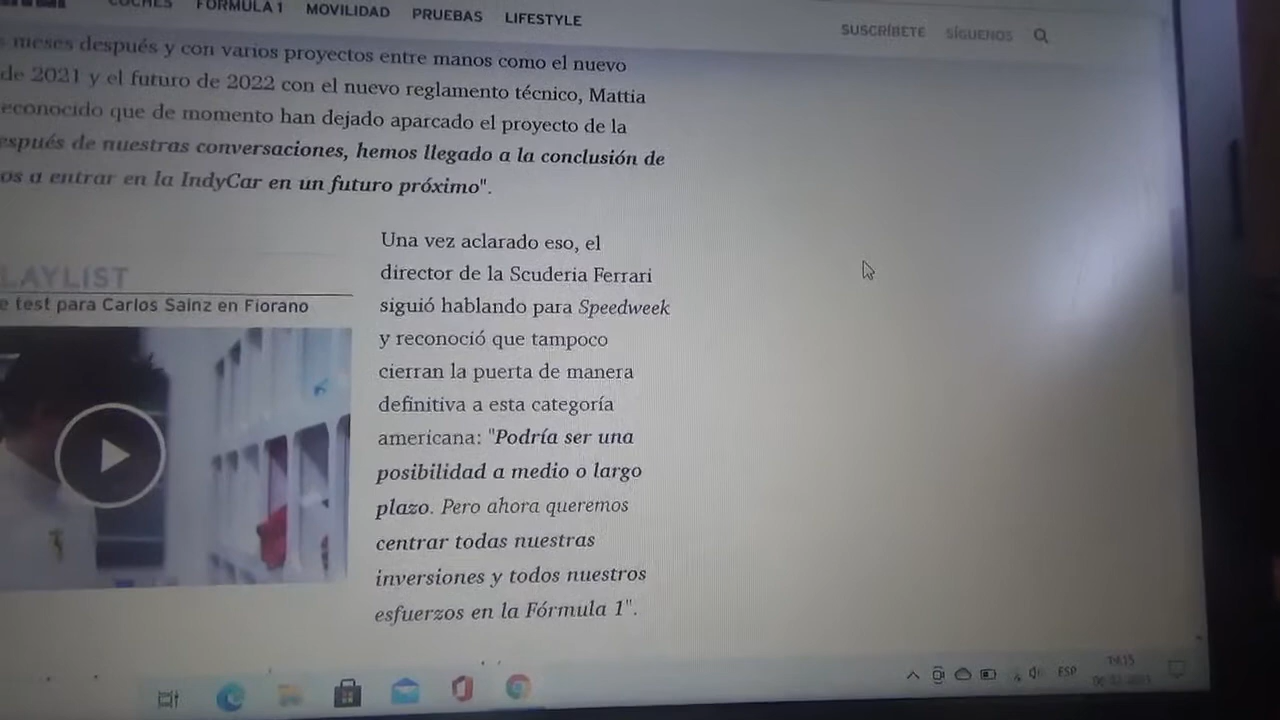 COCHES FÓRMULA 1 MOVILIDAD PRUEBAS LIFESTYLE
SUSCRÍBETE SÍGUENOS
meses después y con varios proyectos entre manos como el nuevo
de 2021 y el futuro de 2022 con el nuevo reglamento técnico, Mattia
econocido que de momento han dejado aparcado el proyecto de la
espués de nuestras conversaciones, hemos llegado a la conclusión de
os a entrar en la IndyCar en un futuro próximo".
LAYLIST
e test para Carlos Sainz en Fiorano
Una vez aclarado eso, el
director de la Scuderia Ferrari
siguió hablando para Speedweek
y reconoció que tampoco
cierran la puerta de manera
definitiva a esta categoría
americana: "Podría ser una
posibilidad a medio o largo
plazo. Pero ahora queremos
centrar todas nuestras
inversiones y todos nuestros
esfuerzos en la Fórmula 1".
ESP